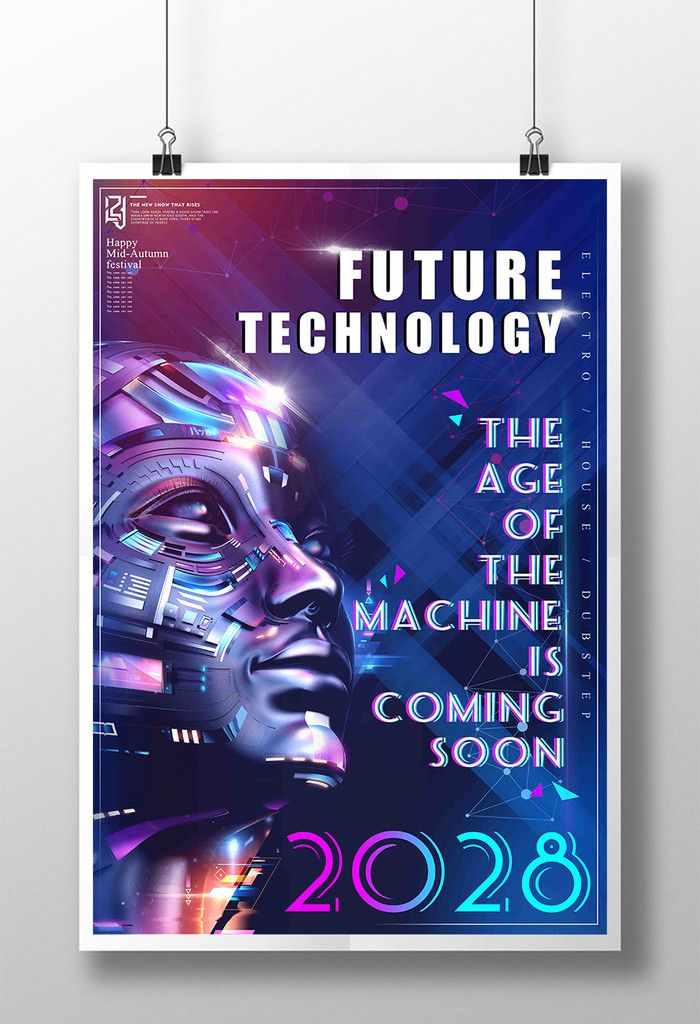 THE NEW SHOW THAT RISES
Happy
Mid-Autumn
festival
FUTURE
TECHNOLOGY
ELECTRO / HOUSE / DUBSTEP
THE
AGE
OF
THE
MACHINE
IS
COMING
SOON
2028